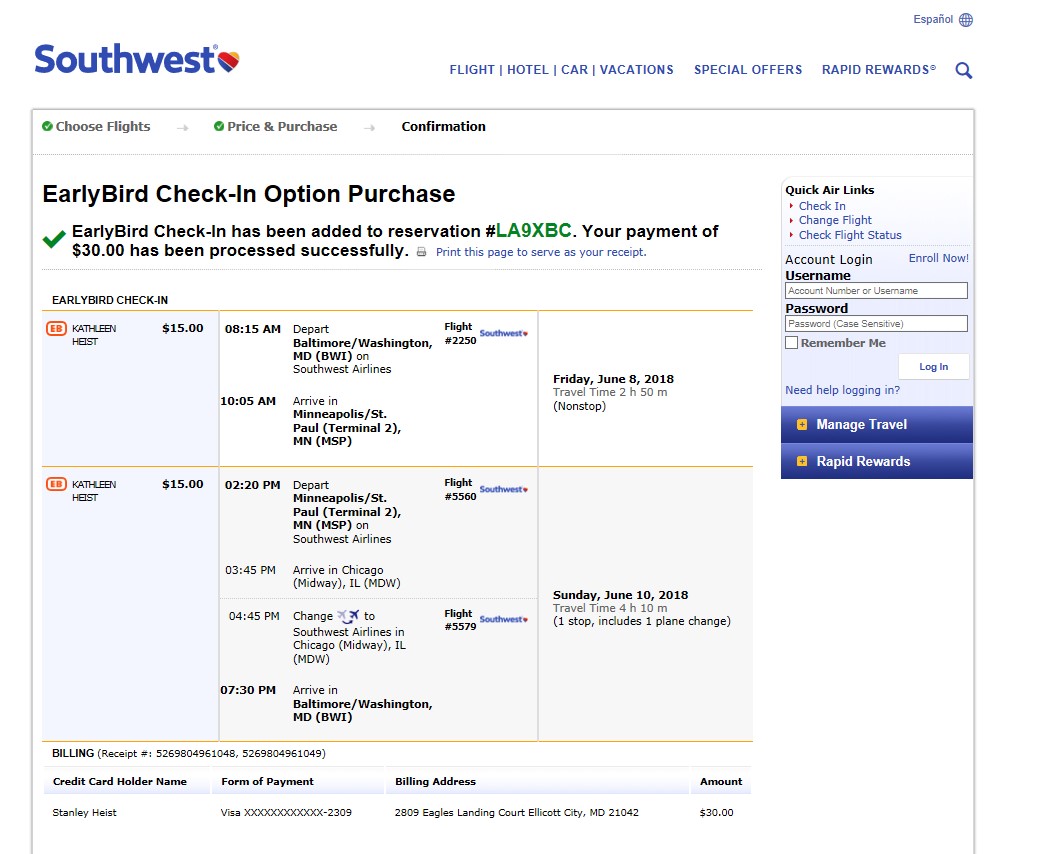 Español
Southwest®
FLIGHT | HOTEL | CAR | VACATIONS SPECIAL OFFERS RAPID REWARDS®
Choose Flights Price & Purchase Confirmation
EarlyBird Check-In Option Purchase
EarlyBird Check-In has been added to reservation #LA9XBC. Your payment of
$30.00 has been processed successfully. Print this page to serve as your receipt.
EARLYBIRD CHECK-IN
EB KATHLEEN
HEIST
$15.00
08:15 AM Depart
Baltimore/Washington,
MD (BWI) on
Southwest Airlines
Flight
#2250
Southwest
10:05 AM Arrive in
Minneapolis/St.
Paul (Terminal 2),
MN (MSP)
Friday, June 8, 2018
Travel Time 2 h 50 m
(Nonstop)
EB KATHLEEN
HEIST
$15.00
02:20 PM Depart
Minneapolis/St.
Paul (Terminal 2),
MN (MSP) on
Southwest Airlines
Flight
#5560
Southwest
03:45 PM Arrive in Chicago
(Midway), IL (MDW)
04:45 PM Change to
Southwest Airlines in
Chicago (Midway), IL
(MDW)
Flight
#5579
Southwest
07:30 PM Arrive in
Baltimore/Washington,
MD (BWI)
Sunday, June 10, 2018
Travel Time 4 h 10 m
(1 stop, includes 1 plane change)
BILLING (Receipt #: 5269804961048, 5269804961049)
Credit Card Holder Name Form of Payment Billing Address Amount
Stanley Heist Visa XXXXXXXXXXXX-2309 2809 Eagles Landing Court Ellicott City, MD 21042 $30.00
Quick Air Links
Check In
Change Flight
Check Flight Status
Account Login Enroll Now!
Username
Account Number or Username
Password
Password (Case Sensitive)
Remember Me
Log In
Need help logging in?
Manage Travel
Rapid Rewards